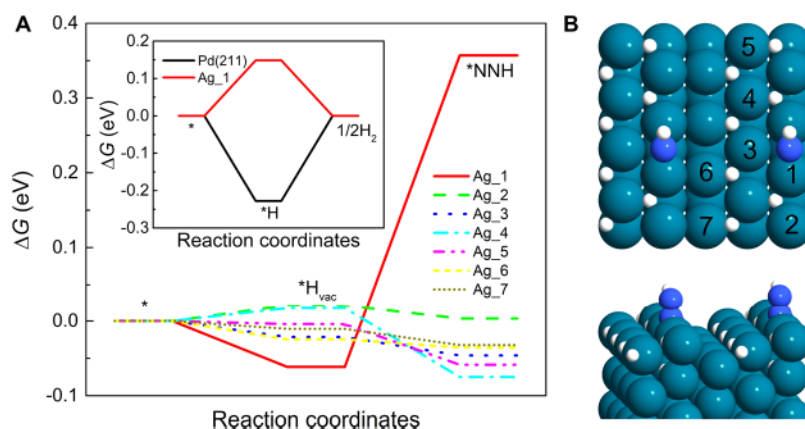 A
B
ΔG (eV)
0.4
0.3
0.2
0.1
0.0
-0.1
Reaction coordinates
ΔG (eV)
0.2
0.1
0.0
-0.1
-0.2
-0.3
Pd(211)
Ag_1
*
*H
1/2H₂
Reaction coordinates
*
*Hvac
*NNH
Ag_1
Ag_2
Ag_3
Ag_4
Ag_5
Ag_6
Ag_7
5
4
3
1
6
7
2